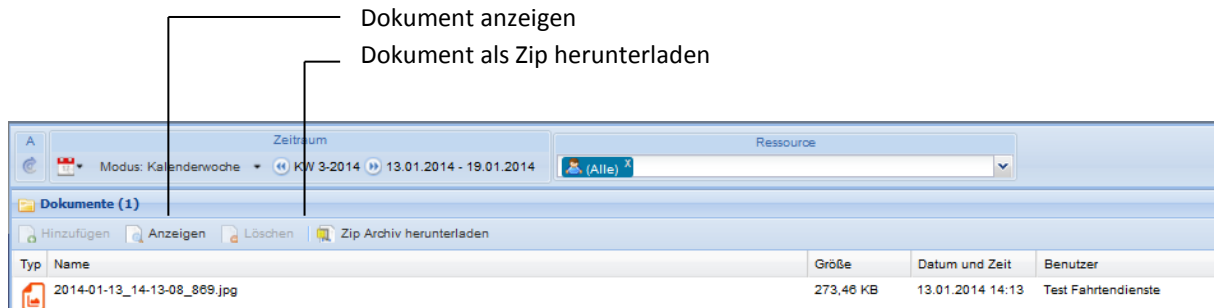 Dokument anzeigen
Dokument als Zip herunterladen
A Zeitraum Ressource
Modus: Kalenderwoche KW 3-2014 13.01.2014 - 19.01.2014 (Alle) X
Dokumente (1)
Hinzufügen Anzeigen Löschen Zip Archiv herunterladen
Typ Name Größe Datum und Zeit Benutzer
2014-01-13_14-13-08_869.jpg 273,46 KB 13.01.2014 14:13 Test Fahrtendienste